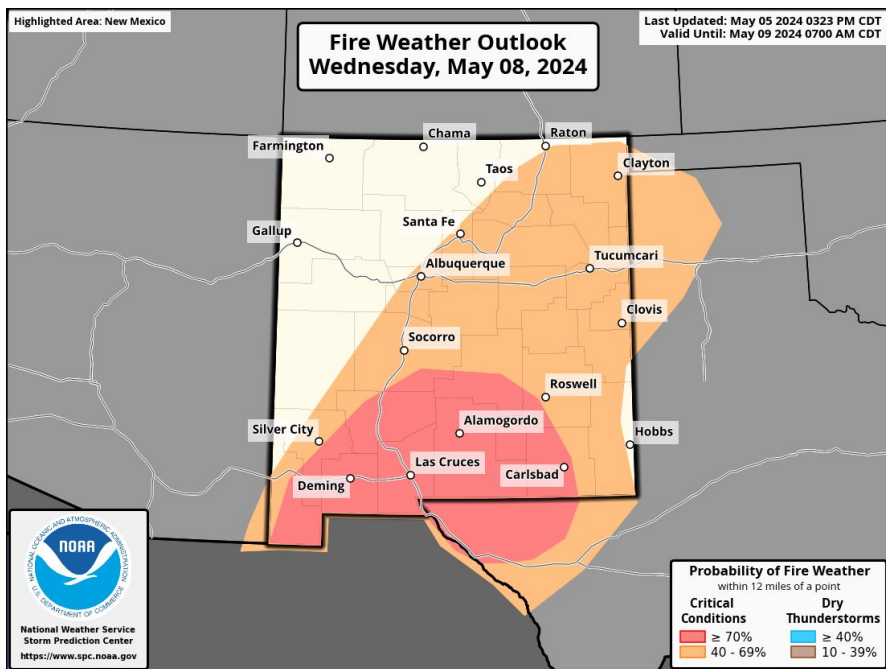 Highlighted Area: New Mexico
Last Updated: May 05 2024 0323 PM CDT
Valid Until: May 09 2024 0700 AM CDT
Fire Weather Outlook
Wednesday, May 08, 2024
Farmington
Chama
Raton
Taos
Clayton
Gallup
Santa Fe
Albuquerque
Tucumcari
Clovis
Socorro
Roswell
Silver City
Alamogordo
Hobbs
Deming
Las Cruces
Carlsbad
NATIONAL OCEANIC AND ATMOSPHERIC ADMINISTRATION
NOAA
U.S. DEPARTMENT OF COMMERCE
National Weather Service
Storm Prediction Center
https://www.spc.noaa.gov
Probability of Fire Weather
within 12 miles of a point
Critical Conditions
≥ 70%
40 - 69%
Dry Thunderstorms
≥ 40%
10 - 39%